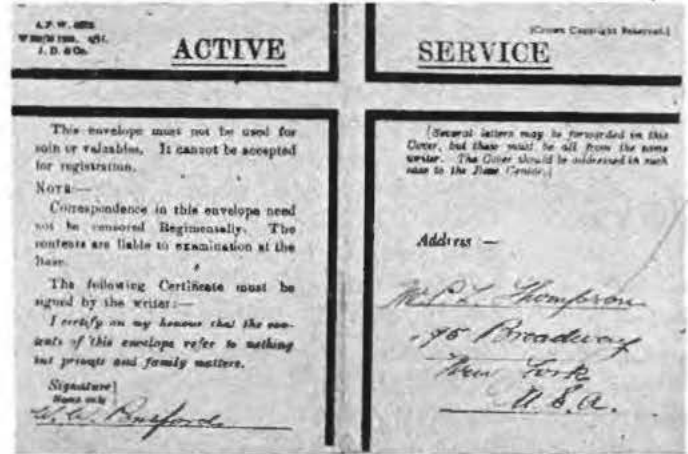 A.F.W.
J. D. & Co.
ACTIVE
SERVICE
[Crown Copyright Reserved.]
This envelope must not be used for
coin or valuables. It cannot be accepted
for registration.
NOTE:—
Correspondence in this envelope need
not be censored Regimentally. The
contents are liable to examination at the
Base.
The following Certificate must be
signed by the writer:—
I certify on my honour that the con-
tents of this envelope refer to nothing
but private and family matters.
Signature
Name only
W. W.
[Several letters may be forwarded in this
Cover, but these must be all from the same
writer. The Cover should be addressed in such
case to the Base Censor.]
Address —
Thompson
Broadway
New York
U.S.A.